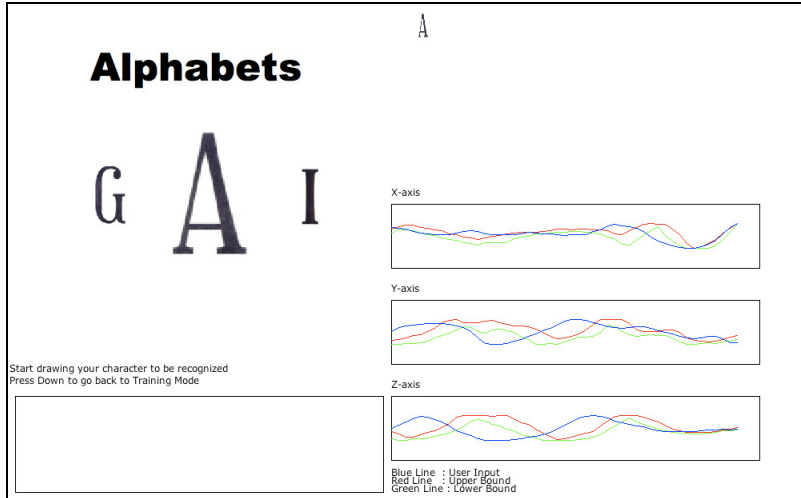 A
Alphabets
G A I
X-axis
Y-axis
Start drawing your character to be recognized
Press Down to go back to Training Mode
Z-axis
Blue Line : User Input
Red Line : Upper Bound
Green Line : Lower Bound